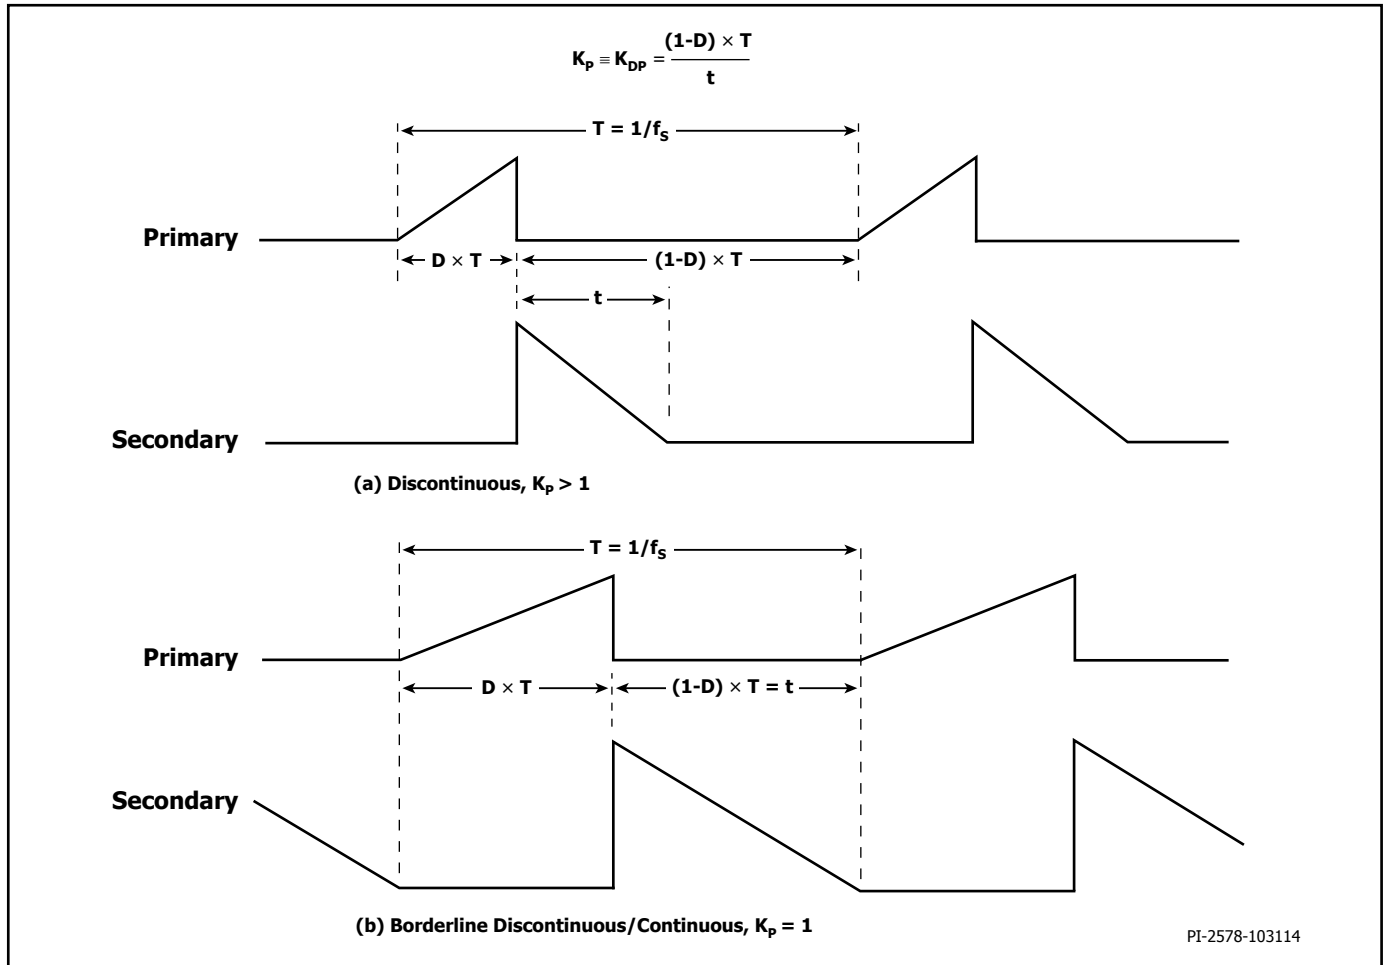 K_P ≡ K_DP = (1-D) × T / t
T = 1/f_S
Primary
D × T
(1-D) × T
t
Secondary
(a) Discontinuous, K_P > 1
T = 1/f_S
Primary
D × T
(1-D) × T = t
Secondary
(b) Borderline Discontinuous/Continuous, K_P = 1
PI-2578-103114